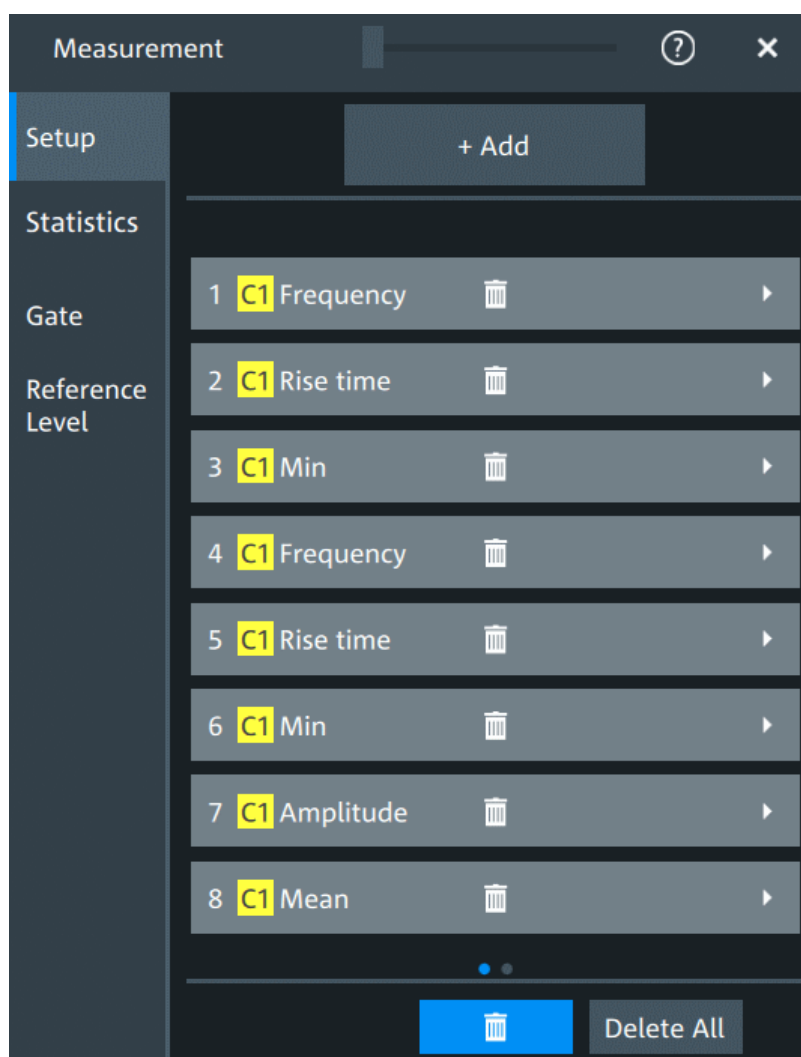 Measurement ? ×
Setup
+ Add
Statistics
Gate
Reference
Level
1 C1 Frequency
2 C1 Rise time
3 C1 Min
4 C1 Frequency
5 C1 Rise time
6 C1 Min
7 C1 Amplitude
8 C1 Mean
Delete All